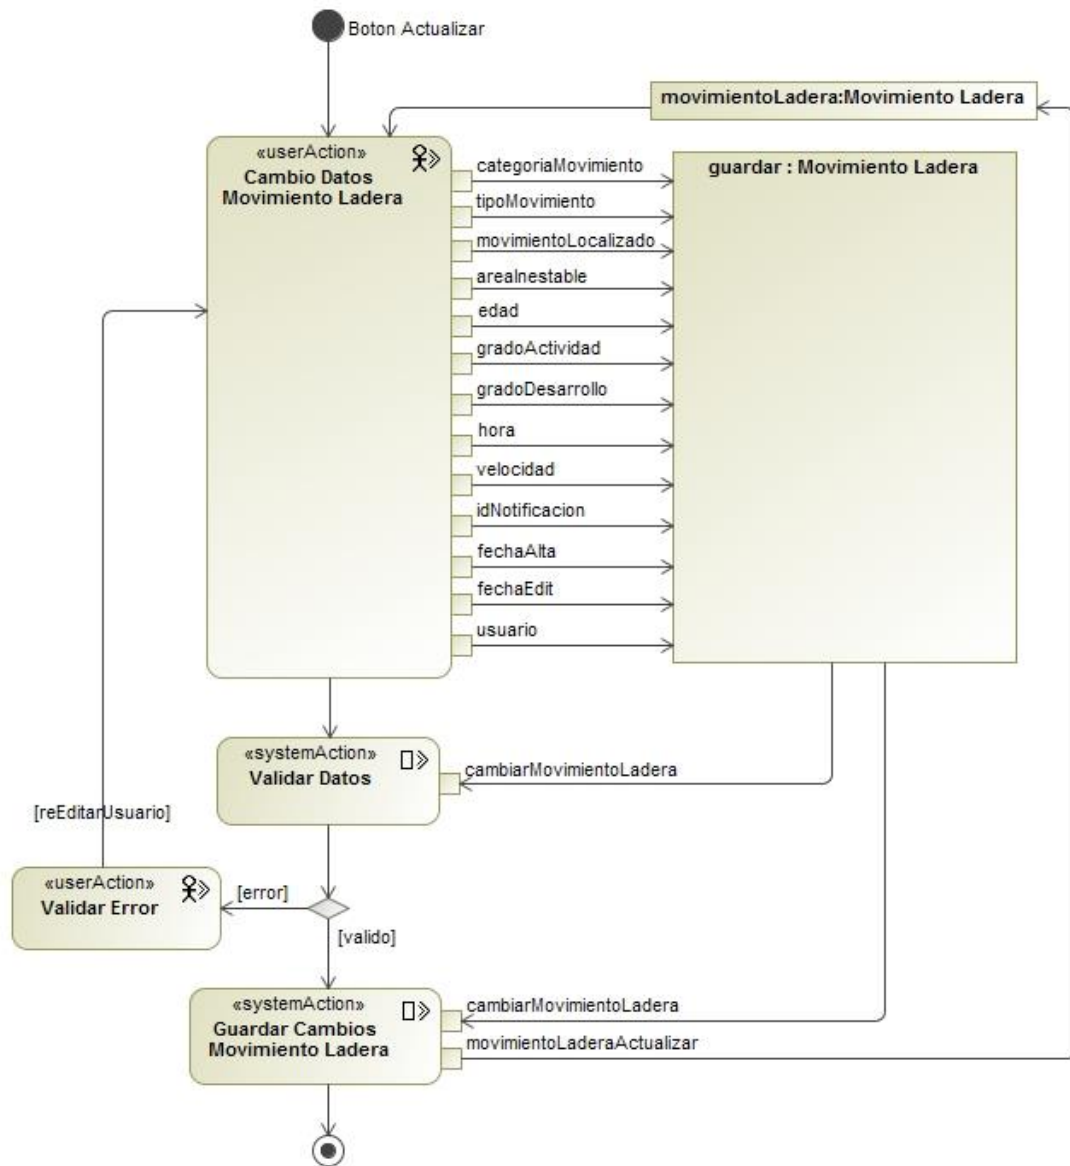 Boton Actualizar
movimientoLadera:Movimiento Ladera
«userAction»
Cambio Datos
Movimiento Ladera
categoriaMovimiento
tipoMovimiento
movimientoLocalizado
areaInestable
edad
gradoActividad
gradoDesarrollo
hora
velocidad
idNotificacion
fechaAlta
fechaEdit
usuario
guardar : Movimiento Ladera
«systemAction»
Validar Datos
cambiarMovimientoLadera
[reEditarUsuario]
«userAction»
Validar Error
[error]
[valido]
«systemAction»
Guardar Cambios
Movimiento Ladera
cambiarMovimientoLadera
movimientoLaderaActualizar